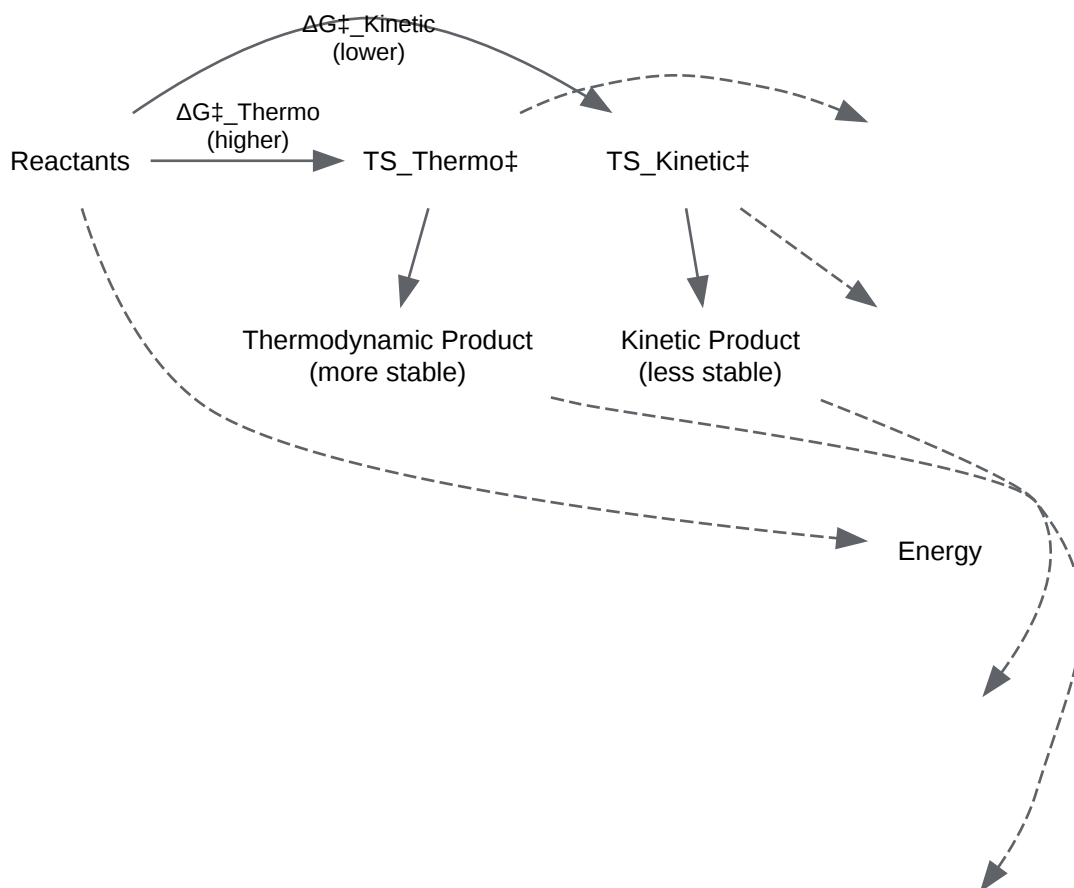 ΔG‡_Kinetic
(lower)
ΔG‡_Thermo
(higher)
Reactants
TS_Thermo‡
TS_Kinetic‡
Thermodynamic Product
(more stable)
Kinetic Product
(less stable)
Energy